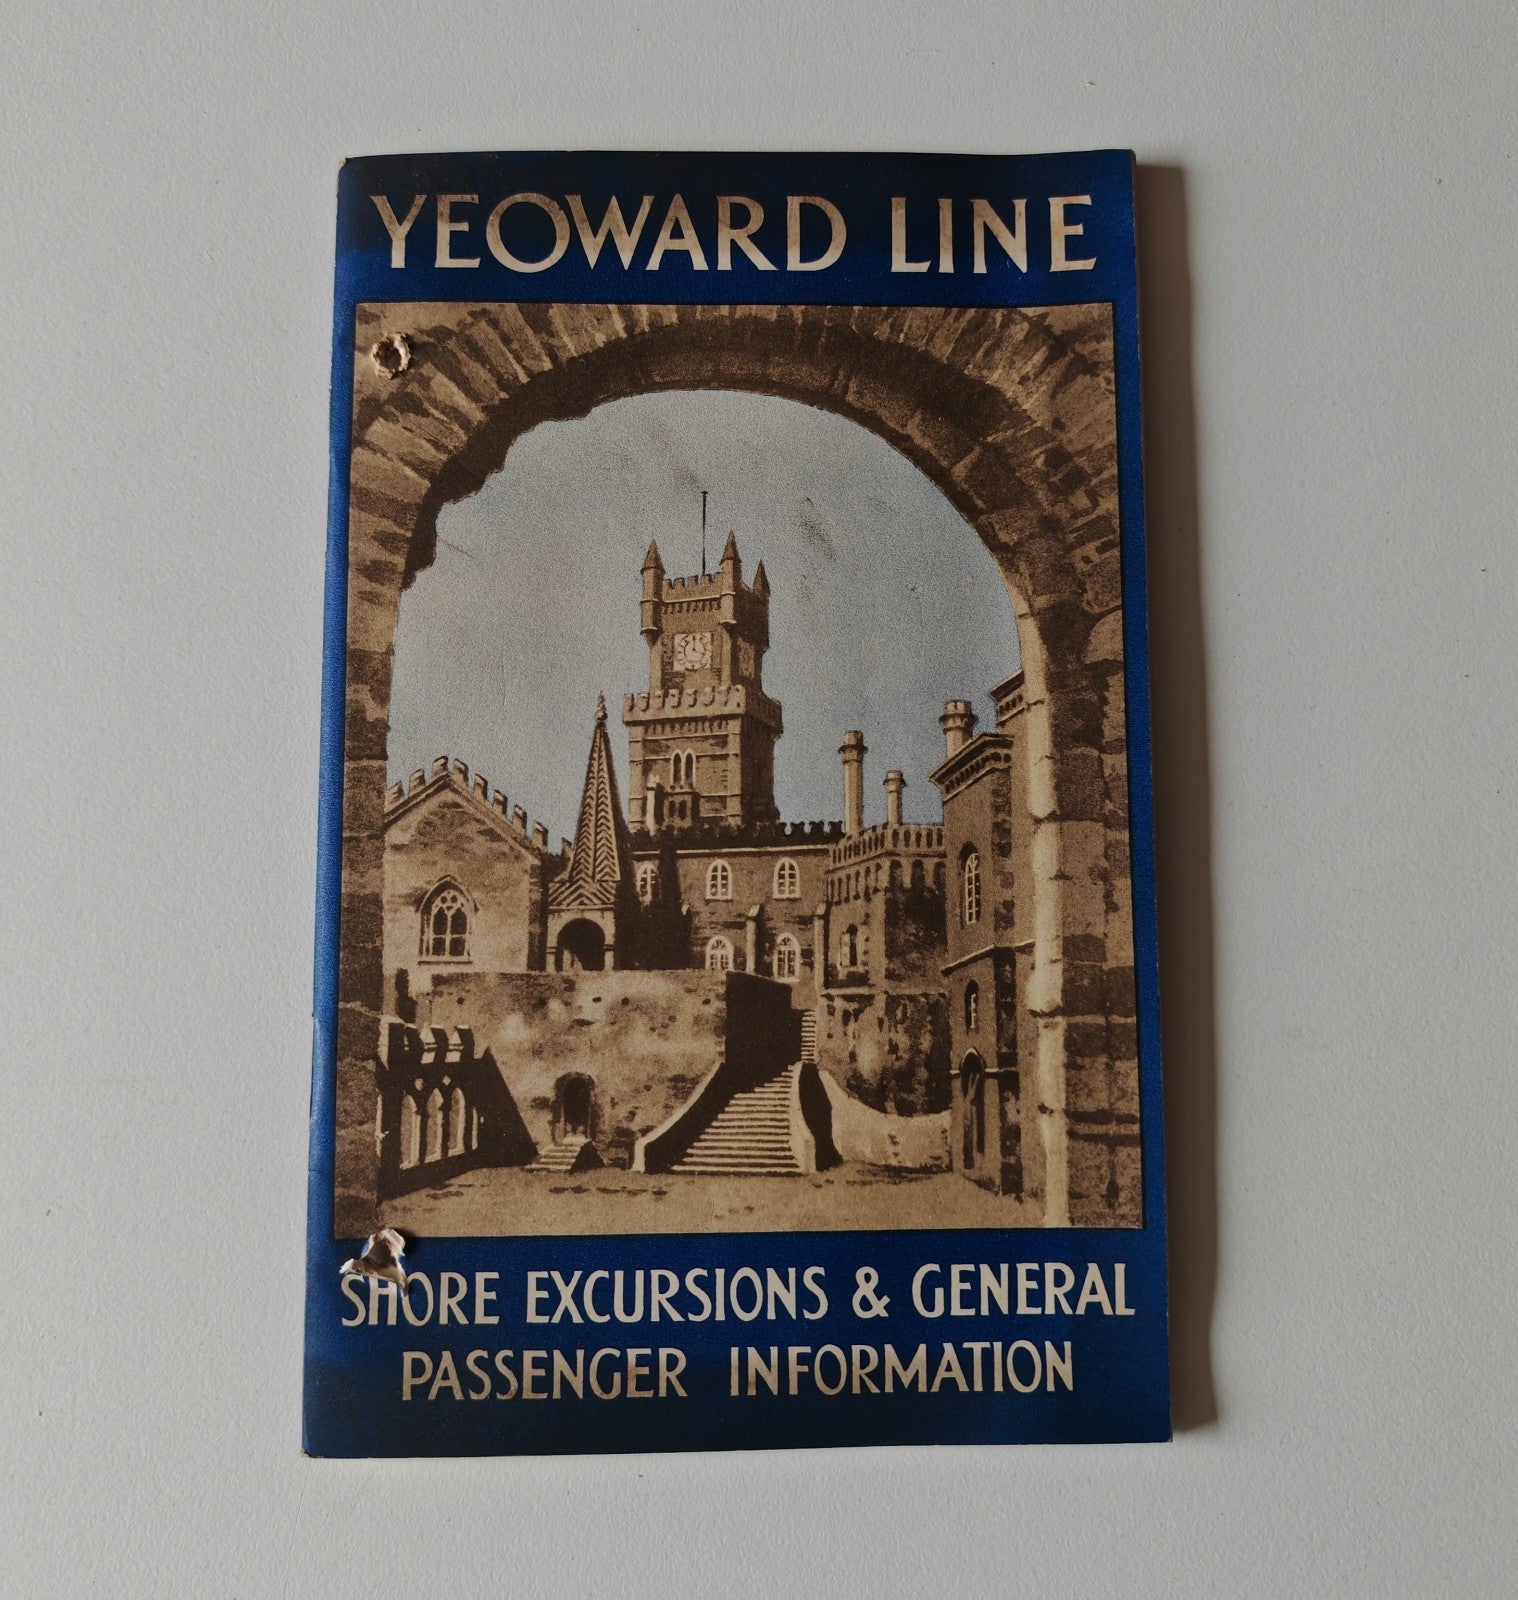 YEOWARD LINE
SHORE EXCURSIONS & GENERAL
PASSENGER INFORMATION